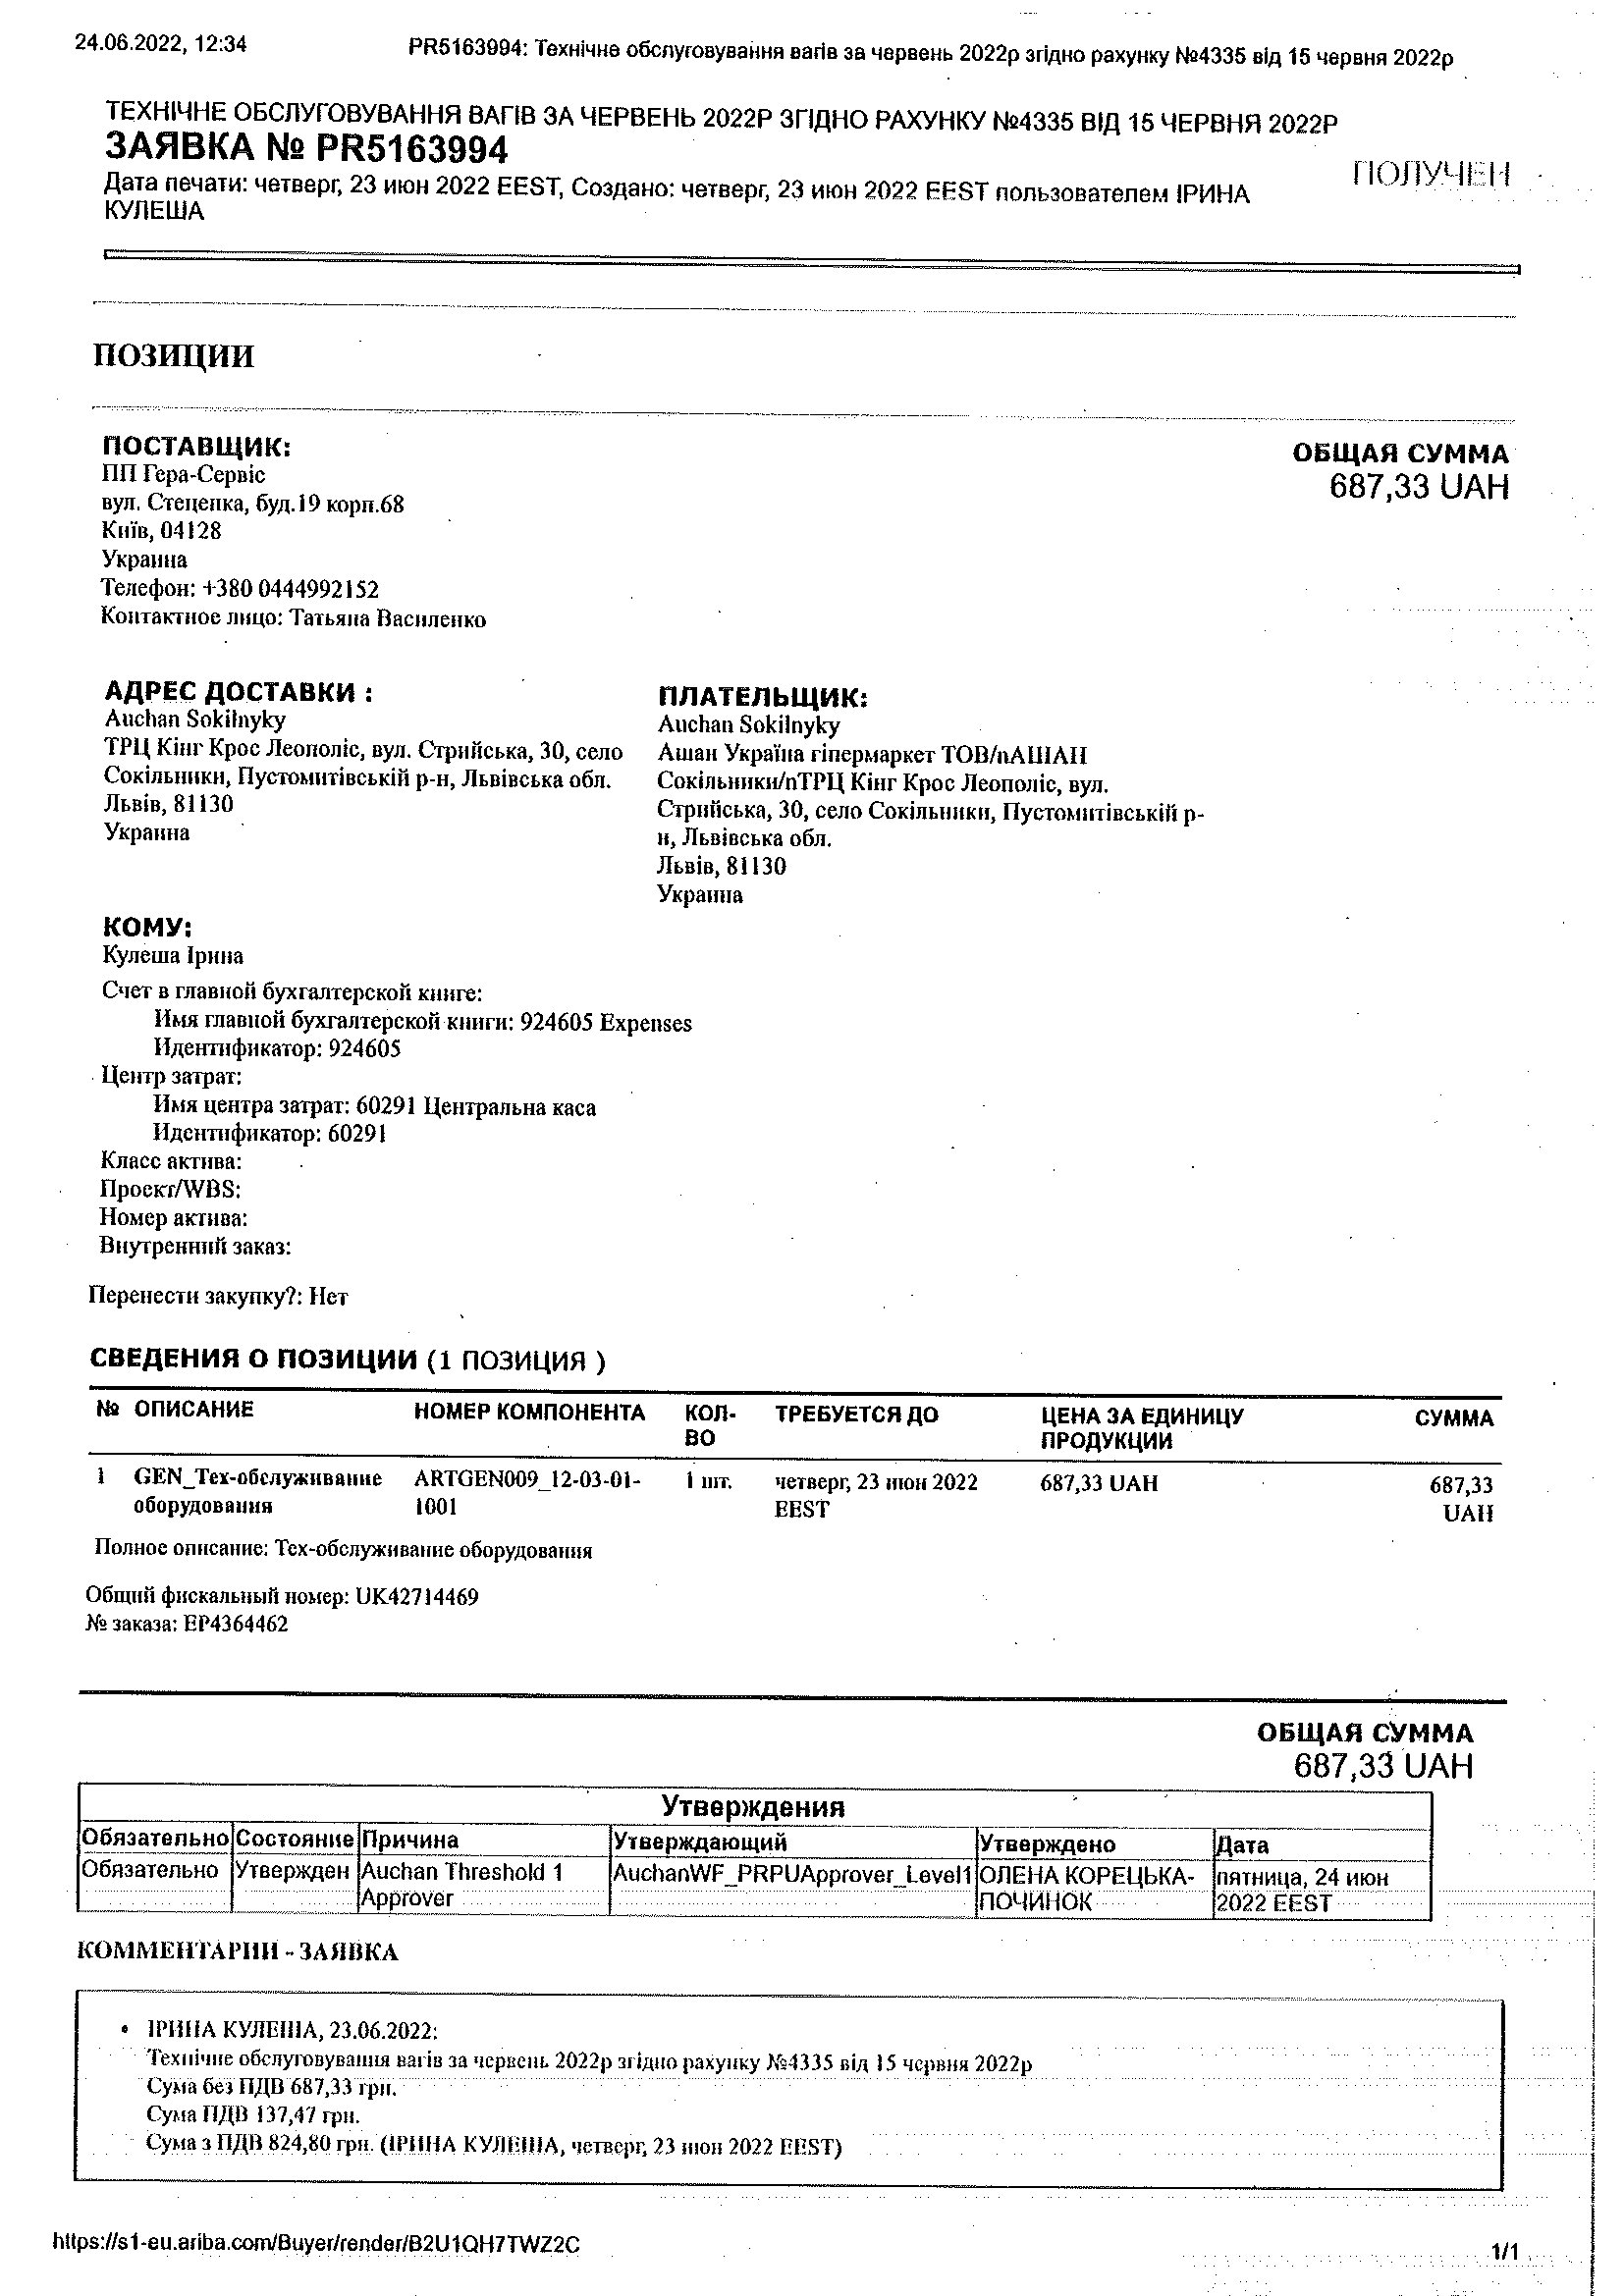 24.06.2022, 12:34
PR5163994: Технічне обслуговування вагів за червень 2022р згідно рахунку №4335 від 15 червня 2022р
ТЕХНІЧНЕ ОБСЛУГОВУВАННЯ ВАГІВ ЗА ЧЕРВЕНЬ 2022Р ЗГІДНО РАХУНКУ №4335 ВІД 15 ЧЕРВНЯ 2022Р
ЗАЯВКА № PR5163994
ПОЛУЧЕН
Дата печати: четверг, 23 июн 2022 EEST, Создано: четверг, 23 июн 2022 EEST пользователем ІРИНА
КУЛЕША
ПОЗИЦИИ
ПОСТАВЩИК:
ПП Гера-Сервіс
вул. Стеценка, буд.19 корп.68
Київ, 04128
Украина
Телефон: +380 0444992152
Контактное лицо: Татьяна Василенко
ОБЩАЯ СУММА
687,33 UAH
АДРЕС ДОСТАВКИ :
Auchan Sokilnyky
ТРЦ Кінг Крос Леополіс, вул. Стрийська, 30, село
Сокільники, Пустомитівській р-н, Львівська обл.
Львів, 81130
Украина
ПЛАТЕЛЬЩИК:
Auchan Sokilnyky
Ашан Україна гіпермаркет ТОВ/nАШАН
Сокільники/nТРЦ Кінг Крос Леополіс, вул.
Стрийська, 30, село Сокільники, Пустомитівській р-
н, Львівська обл.
Львів, 81130
Украина
КОМУ:
Кулеша Ірина
Счет в главной бухгалтерской книге:
Имя главной бухгалтерской книги: 924605 Expenses
Идентификатор: 924605
Центр затрат:
Имя центра затрат: 60291 Центральна каса
Идентификатор: 60291
Класс актива:
Проект/WBS:
Номер актива:
Внутренний заказ:
Перенести закупку?: Нет
СВЕДЕНИЯ О ПОЗИЦИИ (1 ПОЗИЦИЯ )
№ ОПИСАНИЕ НОМЕР КОМПОНЕНТА КОЛ- ТРЕБУЕТСЯ ДО ЦЕНА ЗА ЕДИНИЦУ СУММА
ВО ПРОДУКЦИИ
1 GEN_Тех-обслуживание ARTGEN009_12-03-01- 1 шт. четверг, 23 июн 2022 687,33 UAH 687,33
оборудования 1001 EEST UAH
Полное описание: Тех-обслуживание оборудования
Общий фискальный номер: UK42714469
№ заказа: EP4364462
ОБЩАЯ СУММА
687,33 UAH
Утверждения
Обязательно Состояние Причина Утверждающий Утверждено Дата
Обязательно Утвержден Auchan Threshold 1 AuchanWF_PRPUApprover_Level1 ОЛЕНА КОРЕЦЬКА- пятница, 24 июн
Approver ПОЧИНОК 2022 EEST
КОММЕНТАРИИ - ЗАЯВКА
• ІРИНА КУЛЕША, 23.06.2022:
Технічне обслуговування вагів за червень 2022р згідно рахунку №4335 від 15 червня 2022р
Сума без ПДВ 687,33 грн.
Сума ПДВ 137,47 грн.
Сума з ПДВ 824,80 грн. (ІРИНА КУЛЕША, четверг, 23 июн 2022 EEST)
https://s1-eu.ariba.com/Buyer/render/B2U1QH7TWZ2C
1/1